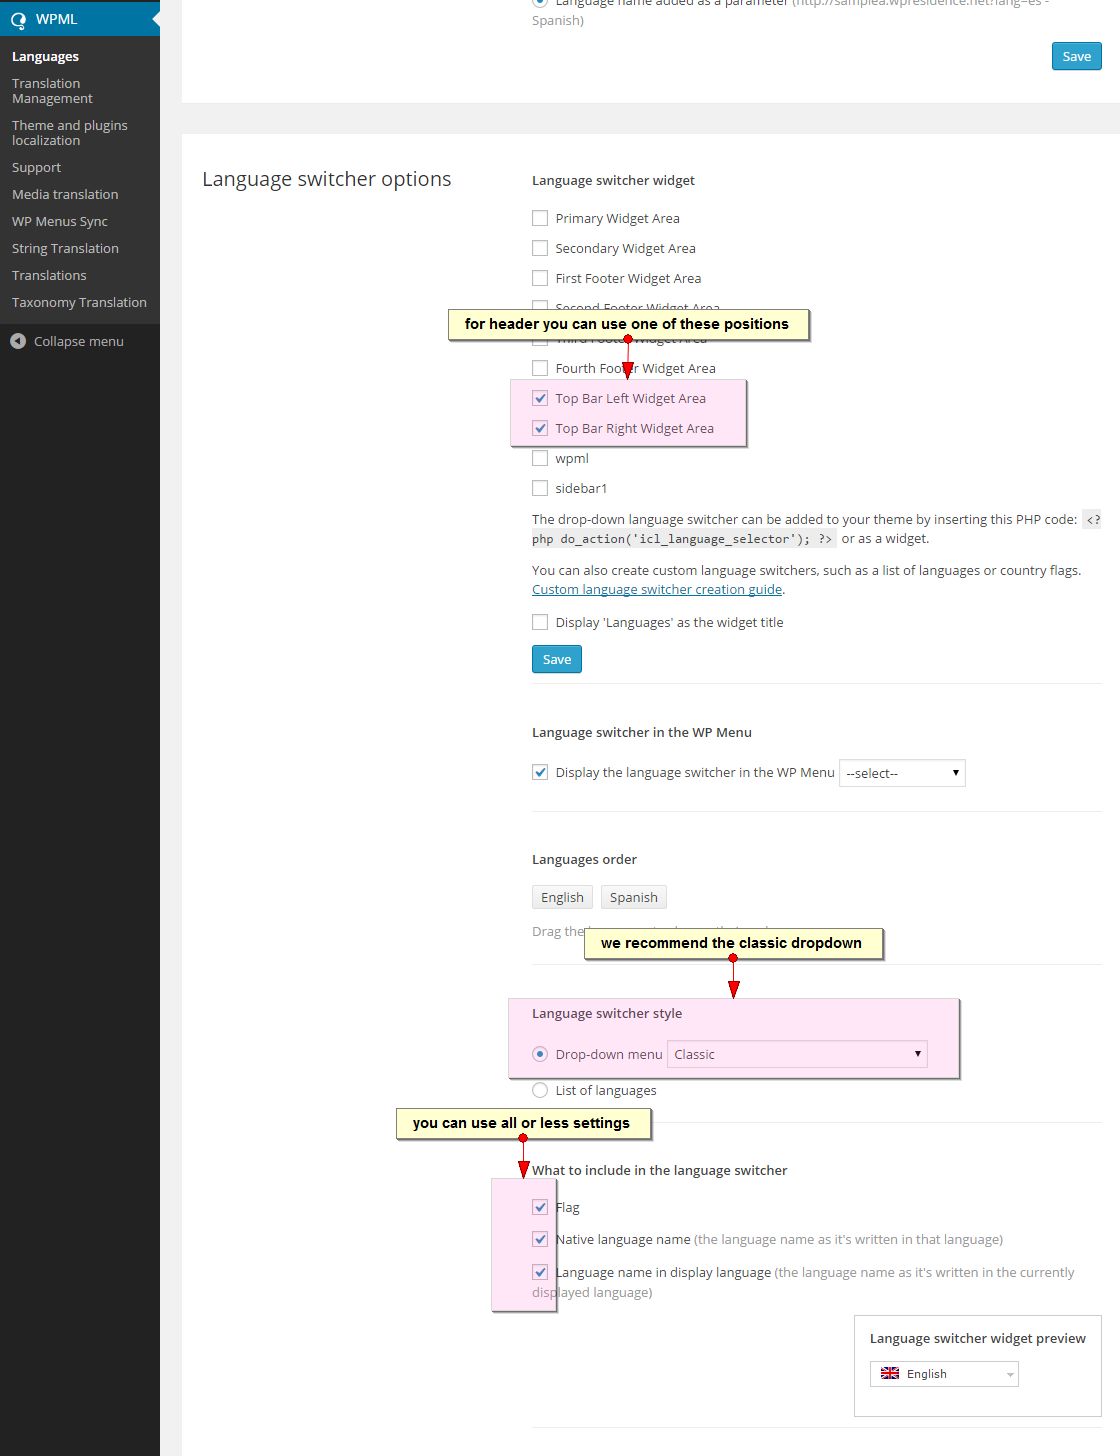 WPML
Languages
Translation
Management
Theme and plugins
localization
Support
Media translation
WP Menus Sync
String Translation
Translations
Taxonomy Translation
Collapse menu
Language name added as a parameter (http://samplea.wpresidence.net?lang=es -
Spanish)
Save
Language switcher options
Language switcher widget
Primary Widget Area
Secondary Widget Area
First Footer Widget Area
Second Footer Widget Area
for header you can use one of these positions
Third Footer Widget Area
Fourth Footer Widget Area
Top Bar Left Widget Area
Top Bar Right Widget Area
wpml
sidebar1
The drop-down language switcher can be added to your theme by inserting this PHP code: <?
php do_action('icl_language_selector'); ?> or as a widget.
You can also create custom language switchers, such as a list of languages or country flags.
Custom language switcher creation guide.
Display 'Languages' as the widget title
Save
Language switcher in the WP Menu
Display the language switcher in the WP Menu --select--
Languages order
English Spanish
Drag the
we recommend the classic dropdown
Language switcher style
Drop-down menu Classic
List of languages
you can use all or less settings
What to include in the language switcher
Flag
Native language name (the language name as it's written in that language)
Language name in display language (the language name as it's written in the currently
displayed language)
Language switcher widget preview
English